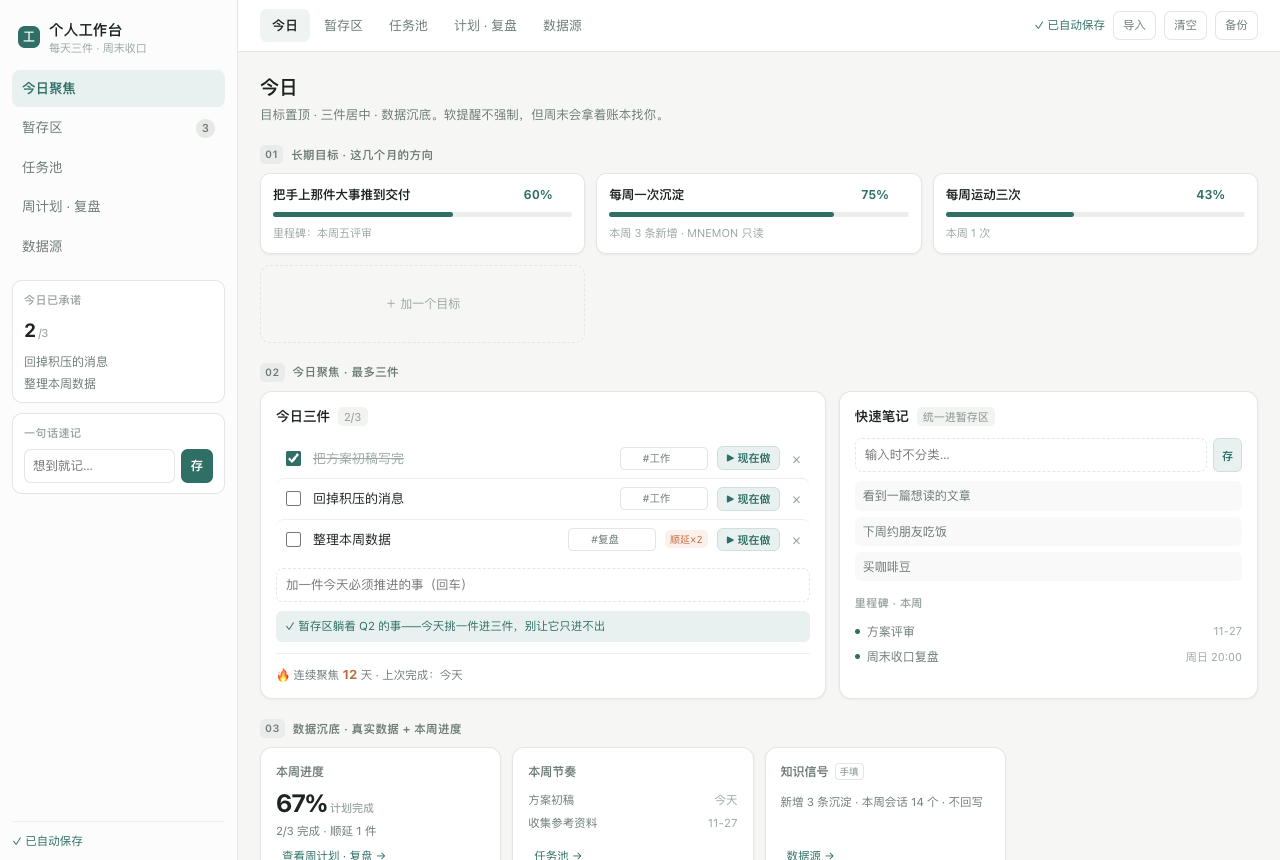 工
个人工作台
每天三件 · 周末收口
今日聚焦
暂存区 3
任务池
周计划 · 复盘
数据源
今日已承诺
2 /3
回掉积压的消息
整理本周数据
一句话速记
想到就记... 存
✓ 已自动保存
今日 暂存区 任务池 计划 · 复盘 数据源 ✓ 已自动保存 导入 清空 备份
今日
目标置顶 · 三件居中 · 数据沉底。软提醒不强制，但周末会拿着账本找你。
01 长期目标 · 这几个月的方向
把手上那件大事推到交付 60%
里程碑：本周五评审
每周一次沉淀 75%
本周 3 条新增 · MNEMON 只读
每周运动三次 43%
本周 1 次
+ 加一个目标
02 今日聚焦 · 最多三件
今日三件 2/3
把方案初稿写完 #工作 ▶ 现在做 ×
回掉积压的消息 #工作 ▶ 现在做 ×
整理本周数据 #复盘 顺延×2 ▶ 现在做 ×
加一件今天必须推进的事（回车）
✓ 暂存区躺着 Q2 的事——今天挑一件进三件，别让它只进不出
🔥 连续聚焦 12 天 · 上次完成：今天
快速笔记 统一进暂存区
输入时不分类... 存
看到一篇想读的文章
下周约朋友吃饭
买咖啡豆
里程碑 · 本周
方案评审 11-27
周末收口复盘 周日 20:00
03 数据沉底 · 真实数据 + 本周进度
本周进度
67% 计划完成
2/3 完成 · 顺延 1 件
查看周计划 · 复盘 →
本周节奏
方案初稿 今天
收集参考资料 11-27
任务池 →
知识信号 手填
新增 3 条沉淀 · 本周会话 14 个 · 不回写
数据源 →